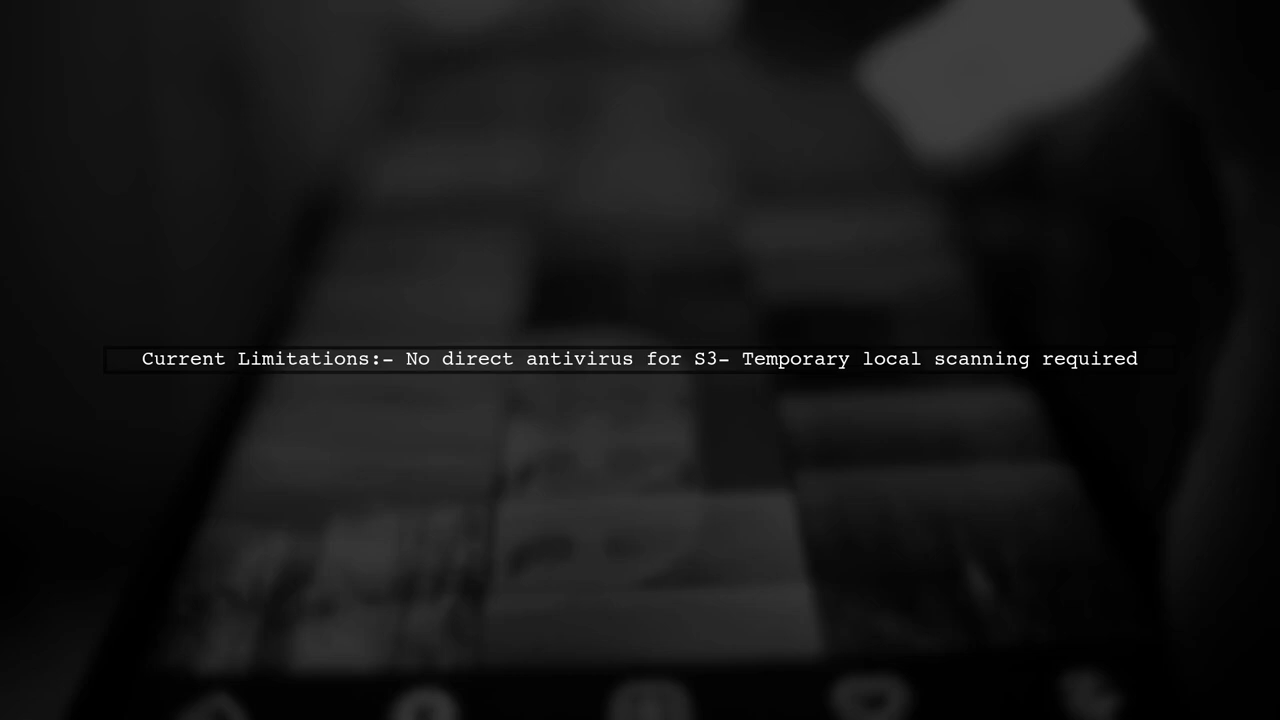 Current Limitations:- No direct antivirus for S3- Temporary local scanning required